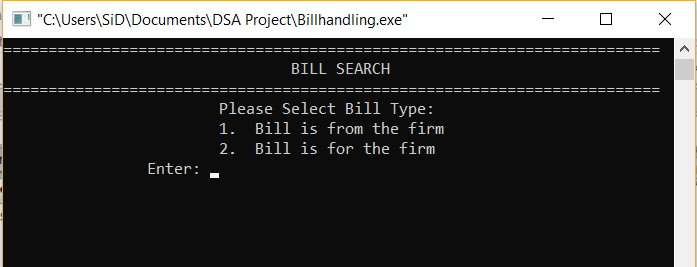 "C:\Users\SiD\Documents\DSA Project\Billhandling.exe"
=========================================================================
BILL SEARCH
=========================================================================
Please Select Bill Type:
1.  Bill is from the firm
2.  Bill is for the firm
Enter: